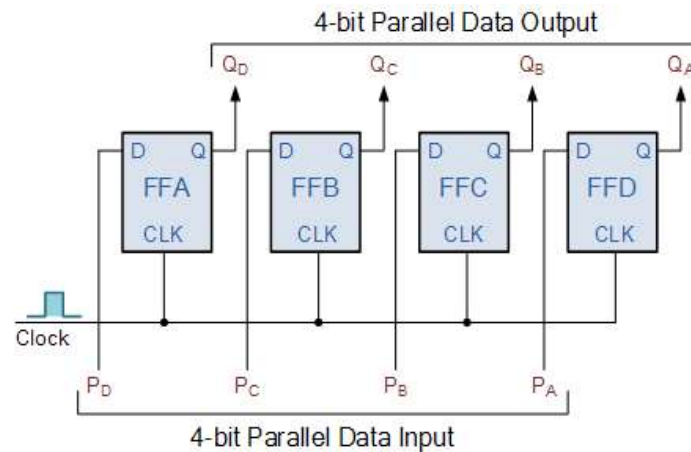 4-bit Parallel Data Output
QD QC QB QA
D Q D Q D Q D Q
FFA FFB FFC FFD
CLK CLK CLK CLK
Clock
PD PC PB PA
4-bit Parallel Data Input